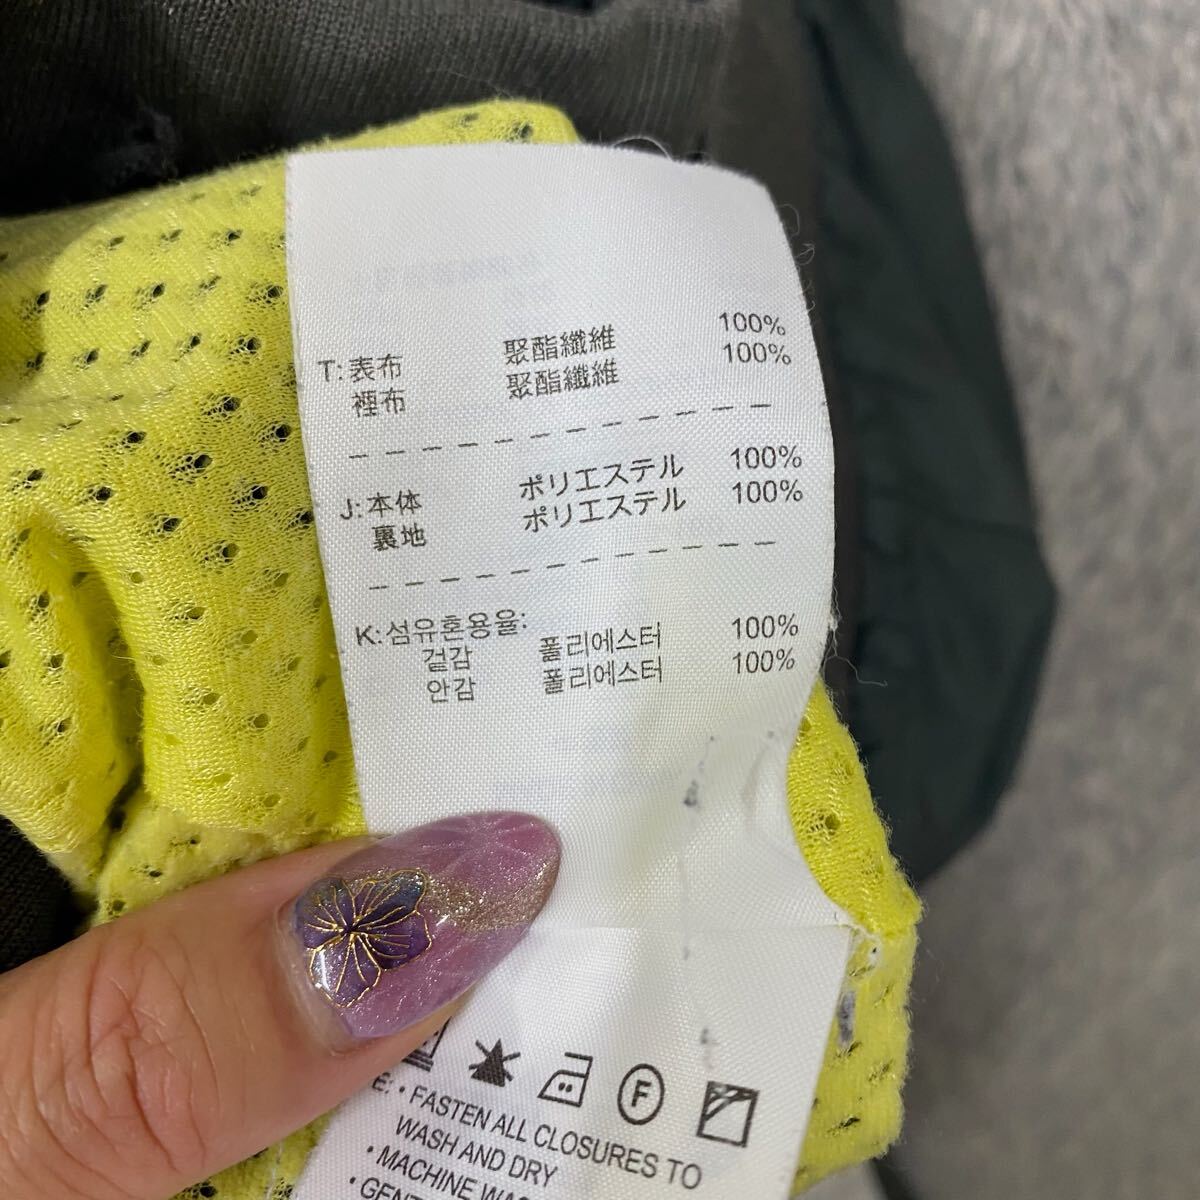 T: 表布 聚酯纖維 100%
裡布 聚酯纖維 100%
J: 本体 ポリエステル 100%
裏地 ポリエステル 100%
K: 섬유혼용율:
겉감 폴리에스터 100%
안감 폴리에스터 100%
F
E: • FASTEN ALL CLOSURES TO
WASH AND DRY
• MACHINE